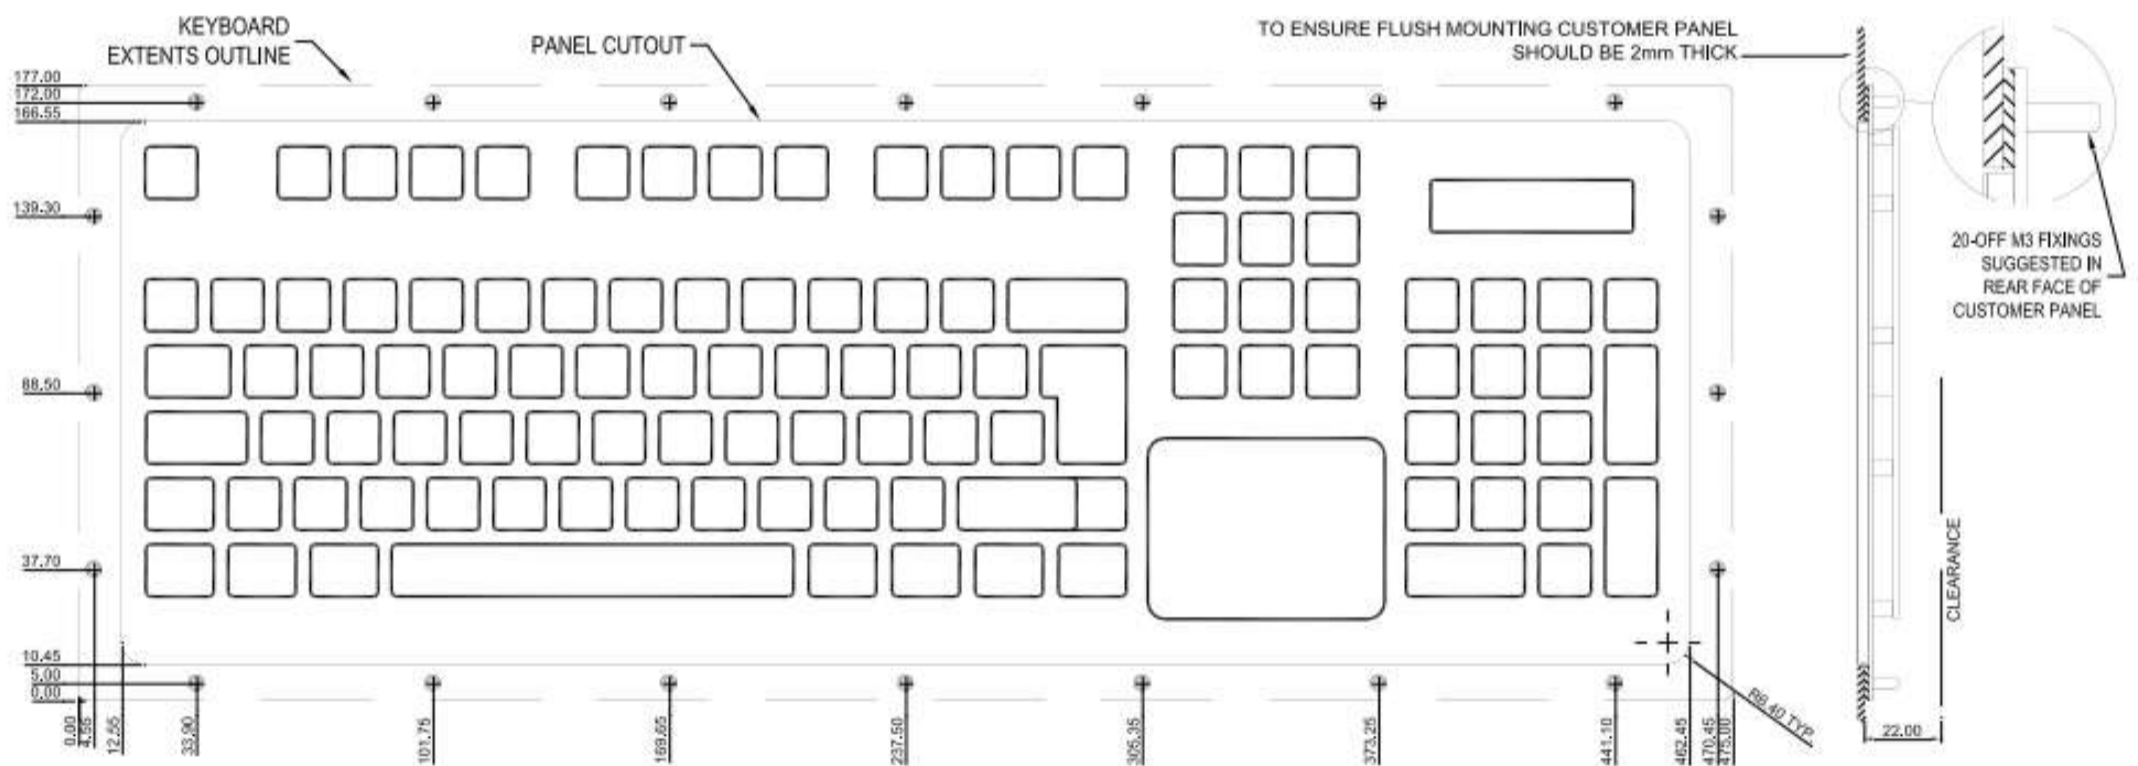 KEYBOARD
EXTENTS OUTLINE
PANEL CUTOUT
TO ENSURE FLUSH MOUNTING CUSTOMER PANEL
SHOULD BE 2mm THICK
177.00
172.00
166.55
139.30
88.50
37.70
10.45
5.00
0.00
20-OFF M3 FIXINGS
SUGGESTED IN
REAR FACE OF
CUSTOMER PANEL
CLEARANCE
22.00
R6.40 TYP
0.00
4.55
12.55
33.90
101.75
169.65
237.50
305.35
373.25
441.10
462.45
470.45
475.00